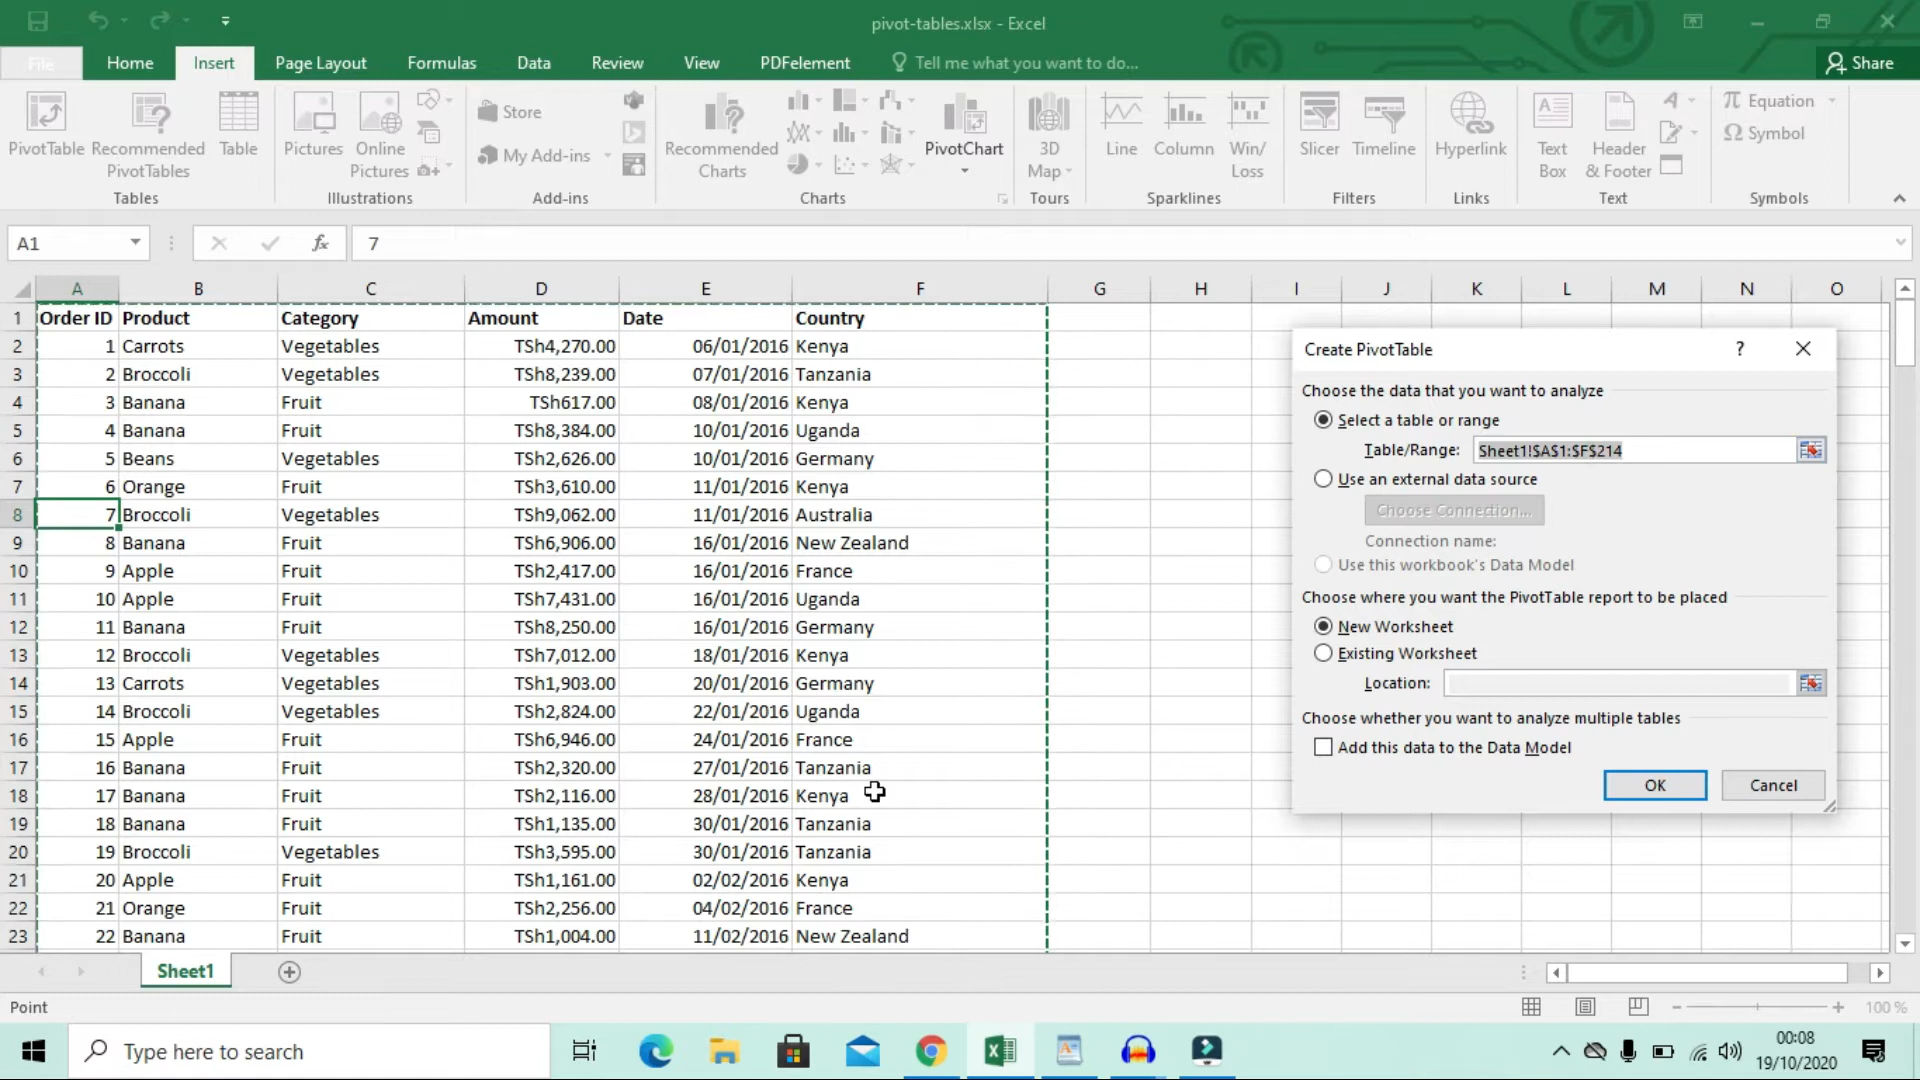 pivot-tables.xlsx - Excel
File Home Insert Page Layout Formulas Data Review View PDFelement Tell me what you want to do... Share
PivotTable
Recommended
PivotTables
Table
Tables
Pictures
Online
Pictures
Illustrations
Store
My Add-ins
Add-ins
Recommended
Charts
PivotChart
Charts
3D
Map
Tours
Line
Column
Win/
Loss
Sparklines
Slicer
Timeline
Filters
Hyperlink
Links
Text
Box
Header
& Footer
Text
π Equation
Ω Symbol
Symbols
A1 fx 7
A B C D E F G H I J K L M N O
1 Order ID Product Category Amount Date Country
2 1 Carrots Vegetables TSh4,270.00 06/01/2016 Kenya
3 2 Broccoli Vegetables TSh8,239.00 07/01/2016 Tanzania
4 3 Banana Fruit TSh617.00 08/01/2016 Kenya
5 4 Banana Fruit TSh8,384.00 10/01/2016 Uganda
6 5 Beans Vegetables TSh2,626.00 10/01/2016 Germany
7 6 Orange Fruit TSh3,610.00 11/01/2016 Kenya
8 7 Broccoli Vegetables TSh9,062.00 11/01/2016 Australia
9 8 Banana Fruit TSh6,906.00 16/01/2016 New Zealand
10 9 Apple Fruit TSh2,417.00 16/01/2016 France
11 10 Apple Fruit TSh7,431.00 16/01/2016 Uganda
12 11 Banana Fruit TSh8,250.00 16/01/2016 Germany
13 12 Broccoli Vegetables TSh7,012.00 18/01/2016 Kenya
14 13 Carrots Vegetables TSh1,903.00 20/01/2016 Germany
15 14 Broccoli Vegetables TSh2,824.00 22/01/2016 Uganda
16 15 Apple Fruit TSh6,946.00 24/01/2016 France
17 16 Banana Fruit TSh2,320.00 27/01/2016 Tanzania
18 17 Banana Fruit TSh2,116.00 28/01/2016 Kenya
19 18 Banana Fruit TSh1,135.00 30/01/2016 Tanzania
20 19 Broccoli Vegetables TSh3,595.00 30/01/2016 Tanzania
21 20 Apple Fruit TSh1,161.00 02/02/2016 Kenya
22 21 Orange Fruit TSh2,256.00 04/02/2016 France
23 22 Banana Fruit TSh1,004.00 11/02/2016 New Zealand
Create PivotTable ?
Choose the data that you want to analyze
Select a table or range
Table/Range: Sheet1!$A$1:$F$214
Use an external data source
Choose Connection...
Connection name:
Use this workbook's Data Model
Choose where you want the PivotTable report to be placed
New Worksheet
Existing Worksheet
Location:
Choose whether you want to analyze multiple tables
Add this data to the Data Model
OK Cancel
Sheet1
Point 100 %
Type here to search
00:08
19/10/2020